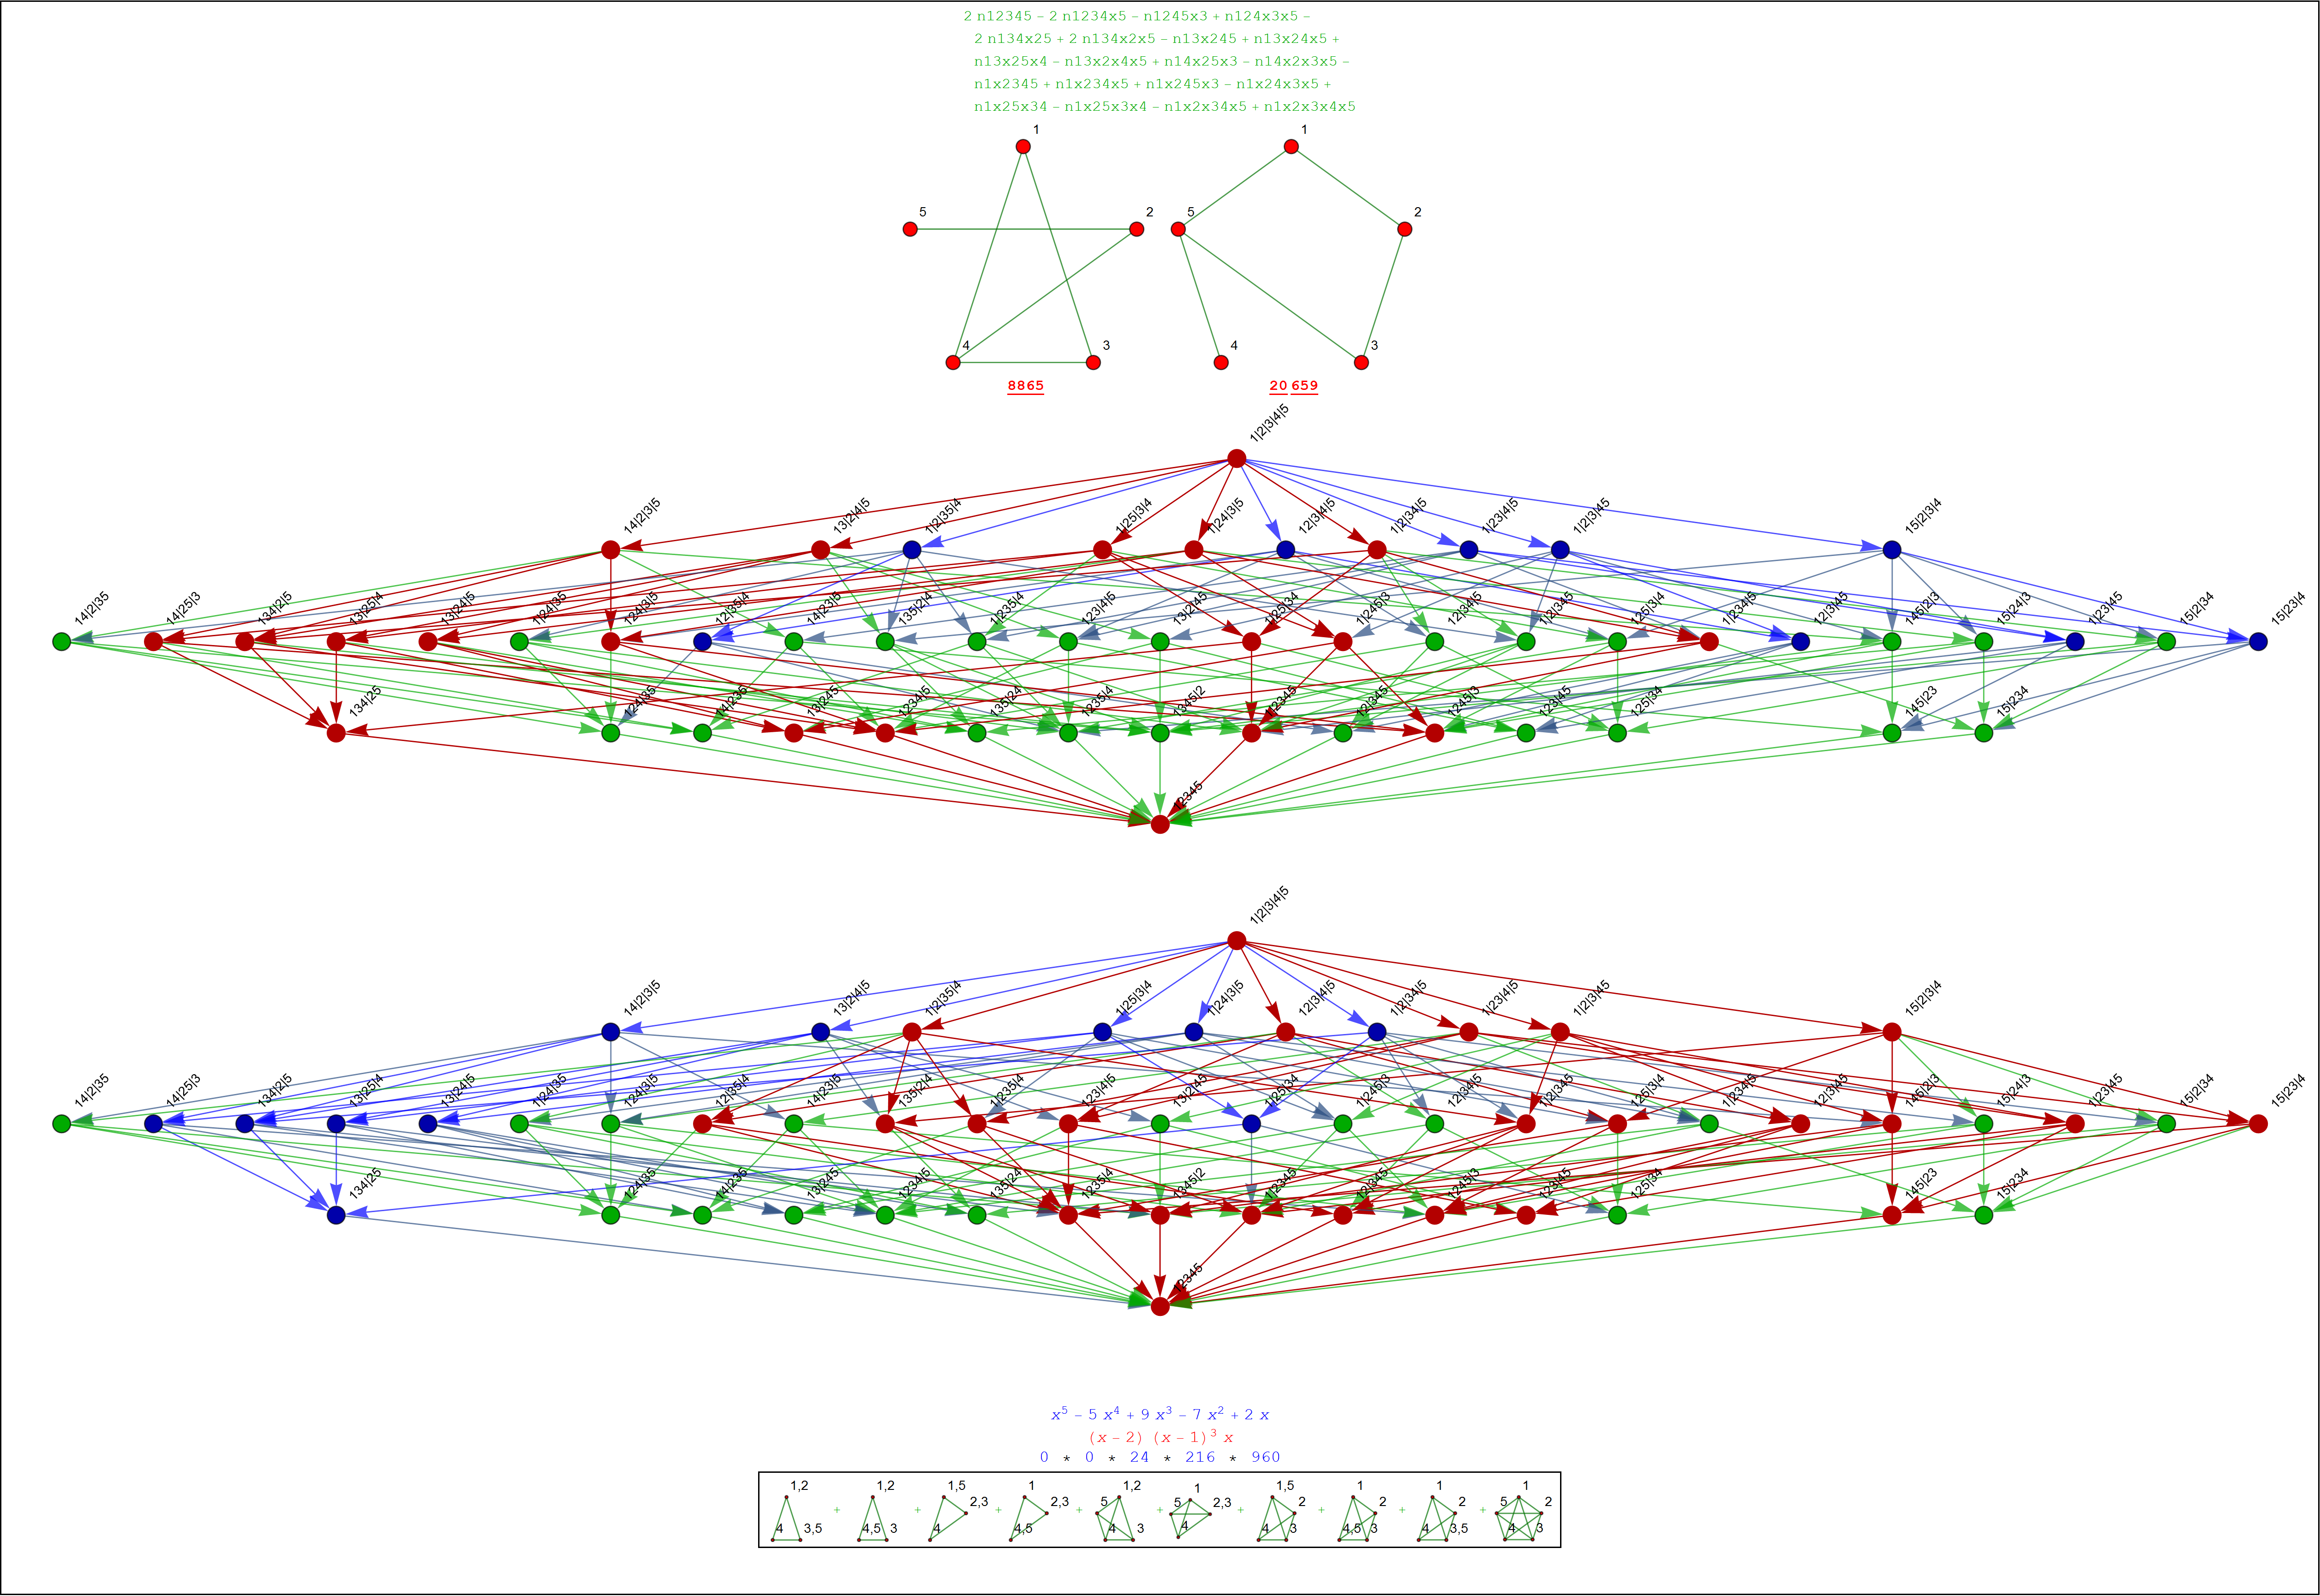 2 n12345 − 2 n1234x5 − n1245x3 + n124x3x5 −
2 n134x25 + 2 n134x2x5 − n13x245 + n13x24x5 +
n13x25x4 − n13x2x4x5 + n14x25x3 − n14x2x3x5 −
n1x2345 + n1x234x5 + n1x245x3 − n1x24x3x5 +
n1x25x34 − n1x25x3x4 − n1x2x34x5 + n1x2x3x4x5
1 1
5 2 5 2
4 3 4 3
8865 20 659
1|2|3|4|5
14|2|3|5 13|2|4|5 1|2|35|4 1|25|3|4 1|24|3|5 12|3|4|5 1|2|34|5 1|23|4|5 1|2|3|45 15|2|3|4
14|2|35 14|25|3 134|2|5 13|25|4 13|24|5 1|24|35 124|3|5 12|35|4 14|23|5 135|2|4 1|235|4 123|4|5 13|2|45 1|25|34 1|245|3 12|34|5 1|2|345 125|3|4 1|234|5 12|3|45 145|2|3 15|24|3 1|23|45 15|2|34 15|23|4
134|25 124|35 14|235 13|245 1234|5 135|24 1235|4 1345|2 1|2345 12|345 1245|3 123|45 125|34 145|23 15|234
12345
1|2|3|4|5
14|2|3|5 13|2|4|5 1|2|35|4 1|25|3|4 1|24|3|5 12|3|4|5 1|2|34|5 1|23|4|5 1|2|3|45 15|2|3|4
14|2|35 14|25|3 134|2|5 13|25|4 13|24|5 1|24|35 124|3|5 12|35|4 14|23|5 135|2|4 1|235|4 123|4|5 13|2|45 1|25|34 1|245|3 12|34|5 1|2|345 125|3|4 1|234|5 12|3|45 145|2|3 15|24|3 1|23|45 15|2|34 15|23|4
134|25 124|35 14|235 13|245 1234|5 135|24 1235|4 1345|2 1|2345 12|345 1245|3 123|45 125|34 145|23 15|234
12345
x⁵ − 5 x⁴ + 9 x³ − 7 x² + 2 x
(x − 2) (x − 1)³ x
0 * 0 * 24 * 216 * 960
1,2 1,2 1,5 1 1,2 1 1,5 1 1 1
+ + + 2,3 + 2,3 + 5 + 5 2,3 + 2 + 2 + 2 + 5 2
4 3,5 4,5 3 4 4,5 4 3 4 4 3 4,5 3 4 3,5 4 3